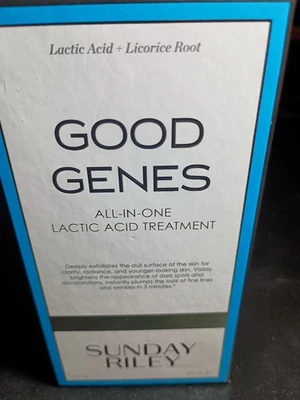 Lactic Acid + Licorice Root
GOOD
GENES
ALL-IN-ONE
LACTIC ACID TREATMENT
Deeply exfoliates the dull surface of the skin for
clarity, radiance, and younger-looking skin. Visibly
brightens the appearance of dark spots and
discolorations. Instantly plumps the look of fine lines
and wrinkles in 3 minutes.*
SUNDAY
RILEY